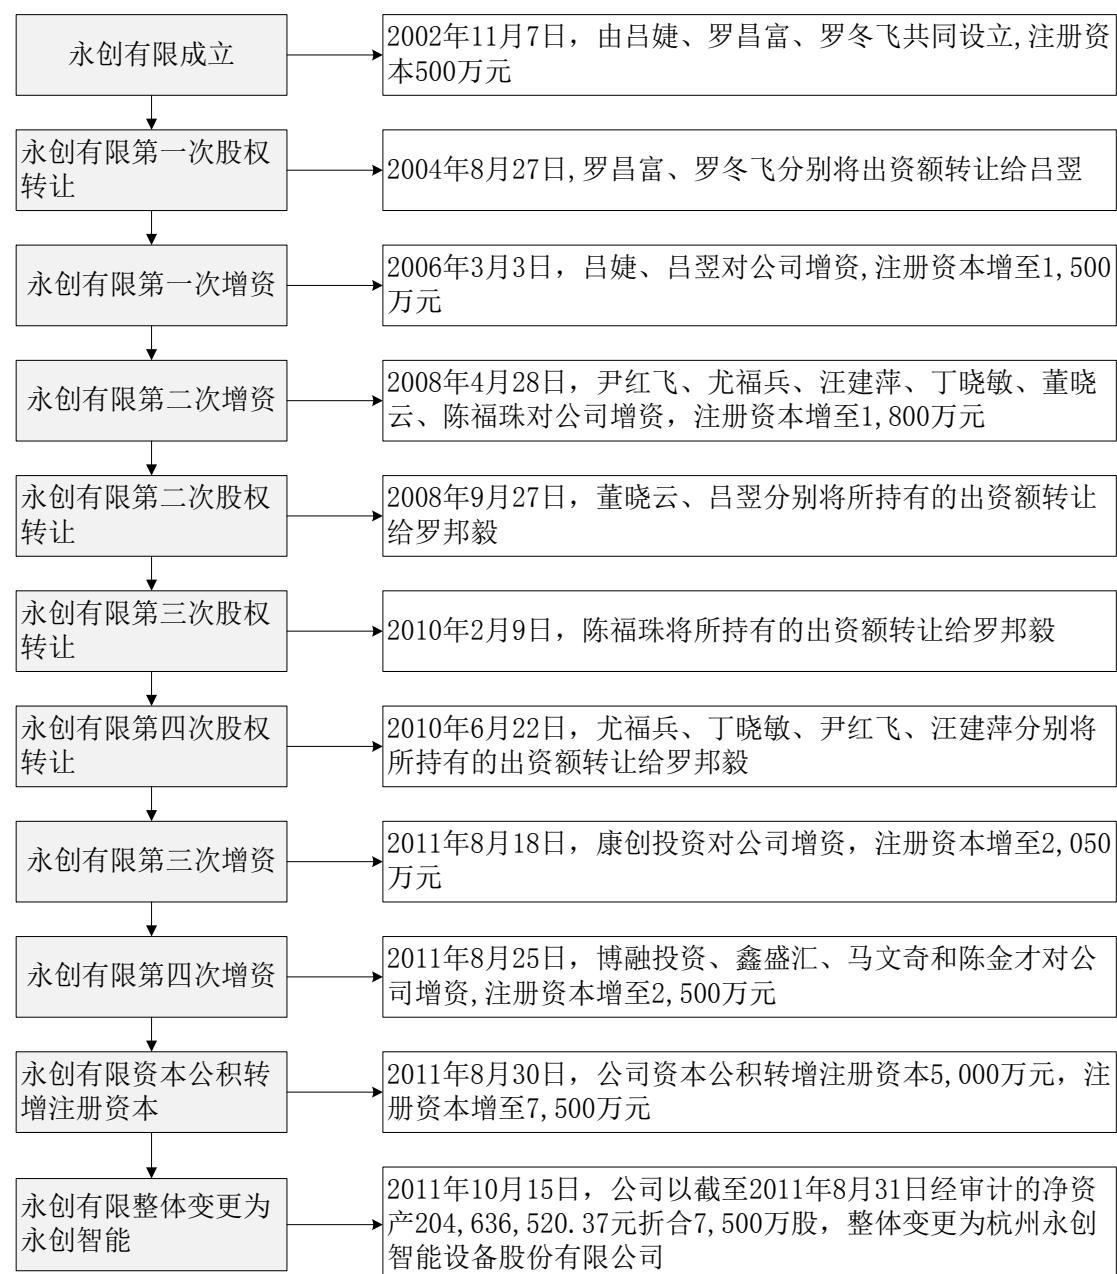 永创有限成立
2002年11月7日，由吕婕、罗昌富、罗冬飞共同设立,注册资
本500万元
永创有限第一次股权
转让
2004年8月27日,罗昌富、罗冬飞分别将出资额转让给吕翌
永创有限第一次增资
2006年3月3日，吕婕、吕翌对公司增资,注册资本增至1,500
万元
永创有限第二次增资
2008年4月28日，尹红飞、尤福兵、汪建萍、丁晓敏、董晓
云、陈福珠对公司增资，注册资本增至1,800万元
永创有限第二次股权
转让
2008年9月27日，董晓云、吕翌分别将所持有的出资额转让
给罗邦毅
永创有限第三次股权
转让
2010年2月9日，陈福珠将所持有的出资额转让给罗邦毅
永创有限第四次股权
转让
2010年6月22日，尤福兵、丁晓敏、尹红飞、汪建萍分别将
所持有的出资额转让给罗邦毅
永创有限第三次增资
2011年8月18日，康创投资对公司增资，注册资本增至2,050
万元
永创有限第四次增资
2011年8月25日，博融投资、鑫盛汇、马文奇和陈金才对公
司增资,注册资本增至2,500万元
永创有限资本公积转
增注册资本
2011年8月30日，公司资本公积转增注册资本5,000万元，注
册资本增至7,500万元
永创有限整体变更为
永创智能
2011年10月15日，公司以截至2011年8月31日经审计的净资
产204,636,520.37元折合7,500万股，整体变更为杭州永创
智能设备股份有限公司